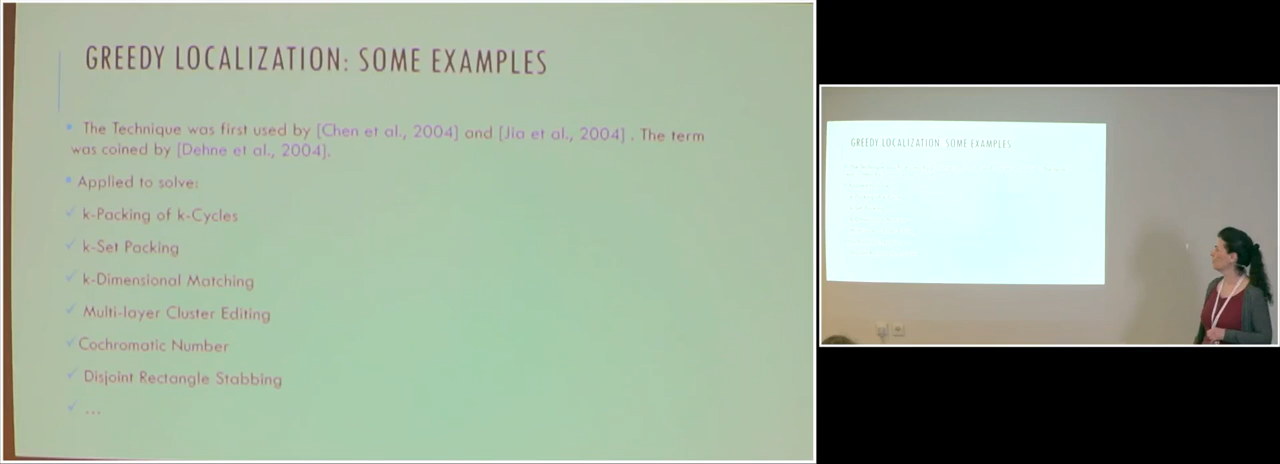 GREEDY LOCALIZATION: SOME EXAMPLES
The Technique was first used by [Chen et al., 2004] and [Jia et al., 2004] . The term
was coined by [Dehne et al., 2004].
Applied to solve:
k-Packing of k-Cycles
k-Set Packing
k-Dimensional Matching
Multi-layer Cluster Editing
Cochromatic Number
Disjoint Rectangle Stabbing
...
GREEDY LOCALIZATION: SOME EXAMPLES